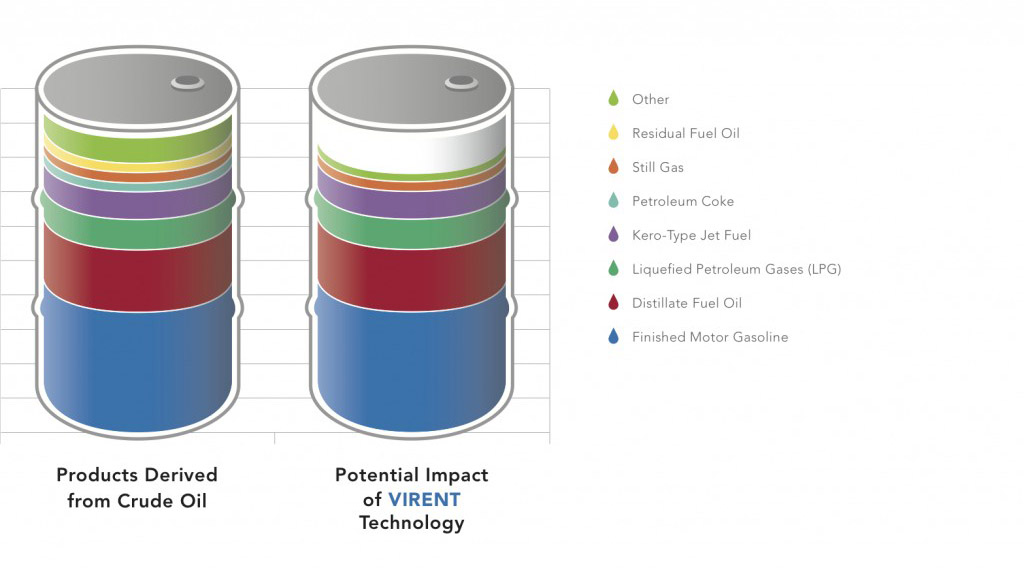 Other
Residual Fuel Oil
Still Gas
Petroleum Coke
Kero-Type Jet Fuel
Liquefied Petroleum Gases (LPG)
Distillate Fuel Oil
Finished Motor Gasoline
Products Derived
from Crude Oil
Potential Impact
of VIRENT
Technology